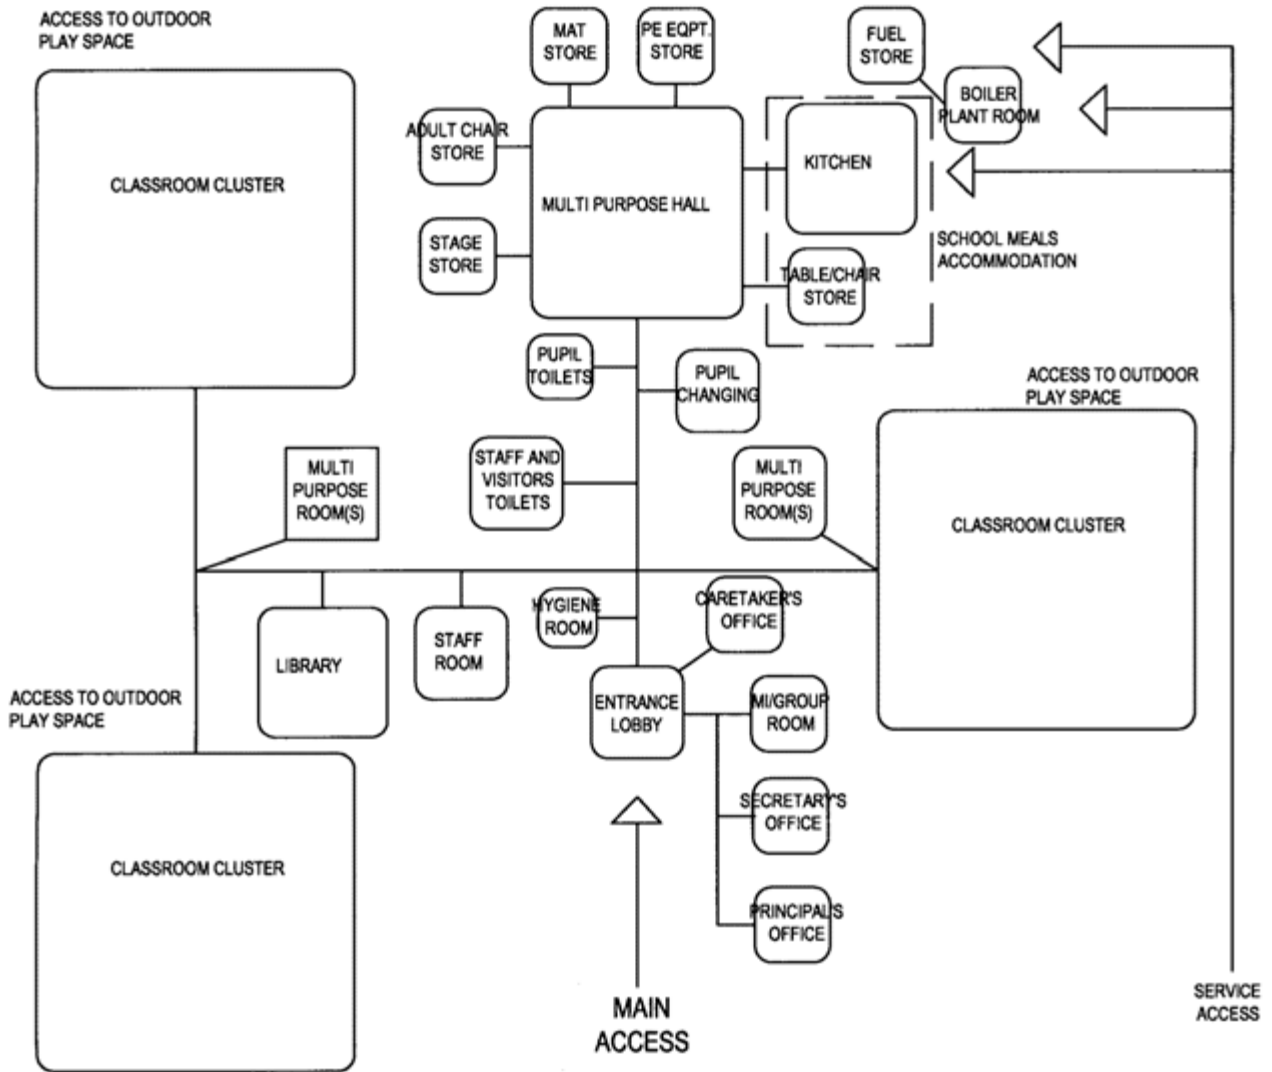 ACCESS TO OUTDOOR
PLAY SPACE
MAT
STORE
PE EQPT.
STORE
FUEL
STORE
BOILER
PLANT ROOM
ADULT CHAIR
STORE
CLASSROOM CLUSTER
KITCHEN
MULTI PURPOSE HALL
STAGE
STORE
SCHOOL MEALS
ACCOMMODATION
TABLE/CHAIR
STORE
PUPIL
TOILETS
PUPIL
CHANGING
ACCESS TO OUTDOOR
PLAY SPACE
MULTI
PURPOSE
ROOM(S)
STAFF AND
VISITORS
TOILETS
MULTI
PURPOSE
ROOM(S)
CLASSROOM CLUSTER
HYGIENE
ROOM
CARETAKER'S
OFFICE
LIBRARY
STAFF
ROOM
ACCESS TO OUTDOOR
PLAY SPACE
ENTRANCE
LOBBY
MI/GROUP
ROOM
SECRETARY'S
OFFICE
CLASSROOM CLUSTER
PRINCIPAL'S
OFFICE
MAIN
ACCESS
SERVICE
ACCESS